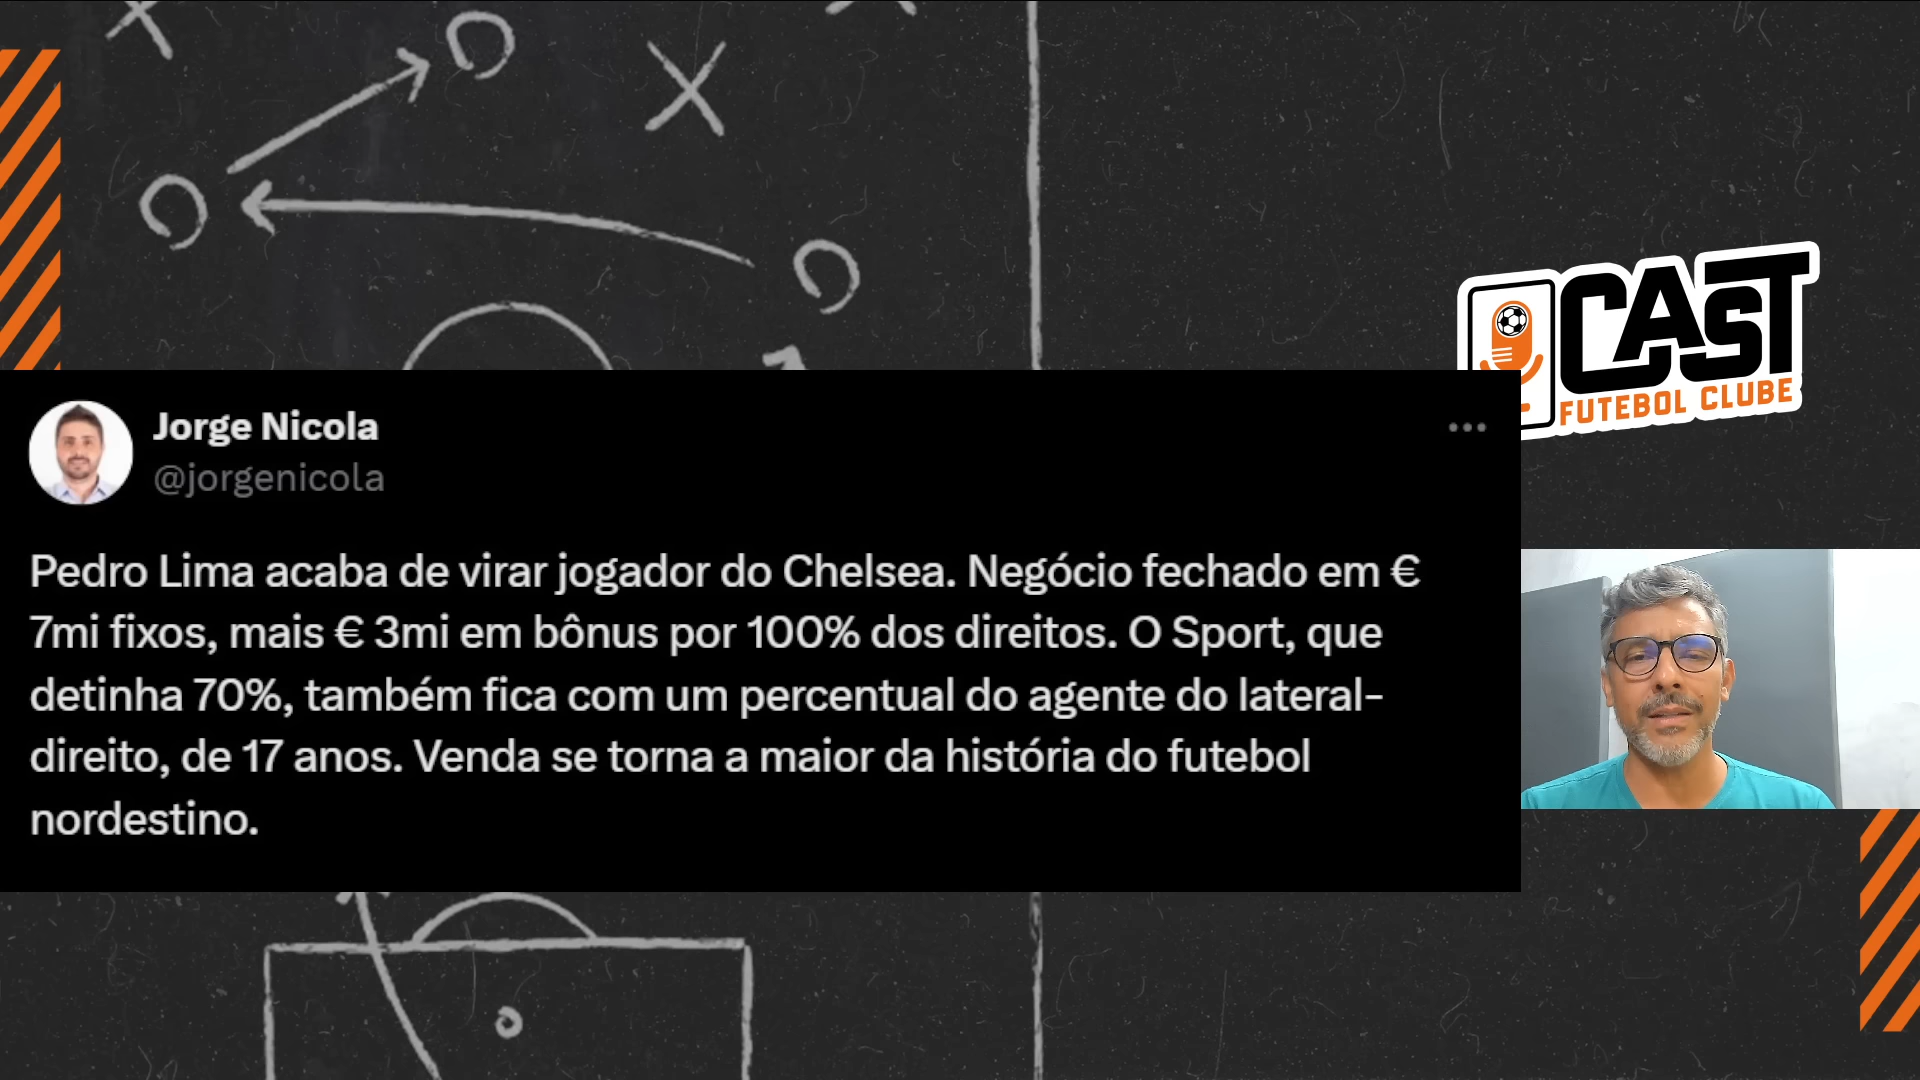 CAST
FUTEBOL CLUBE
Jorge Nicola
@jorgenicola
Pedro Lima acaba de virar jogador do Chelsea. Negócio fechado em €
7mi fixos, mais € 3mi em bônus por 100% dos direitos. O Sport, que
detinha 70%, também fica com um percentual do agente do lateral-
direito, de 17 anos. Venda se torna a maior da história do futebol
nordestino.